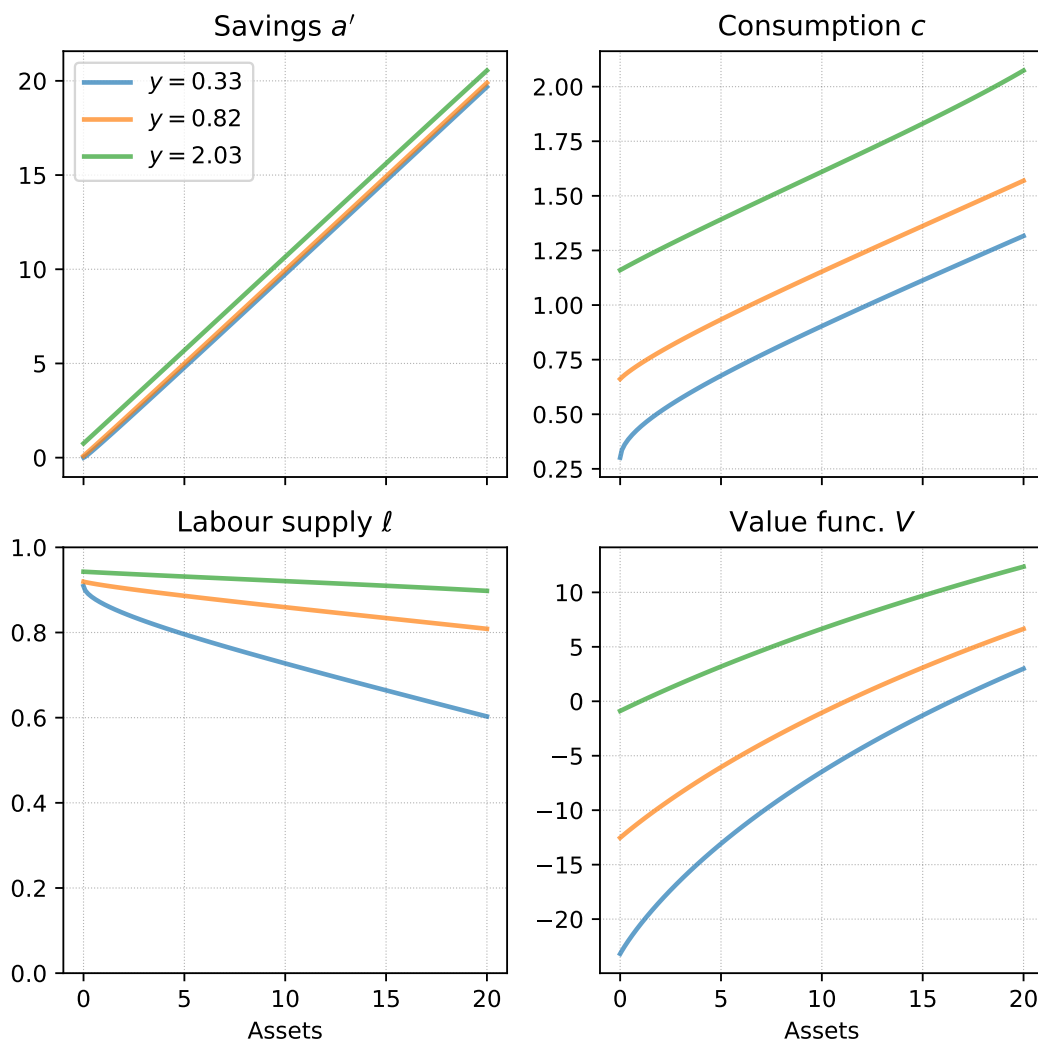 Savings a′
20
15
10
5
0
y = 0.33
y = 0.82
y = 2.03
Consumption c
2.00
1.75
1.50
1.25
1.00
0.75
0.50
0.25
Labour supply ℓ
1.0
0.8
0.6
0.4
0.2
0.0
0 5 10 15 20
Assets
Value func. V
10
5
0
−5
−10
−15
−20
0 5 10 15 20
Assets